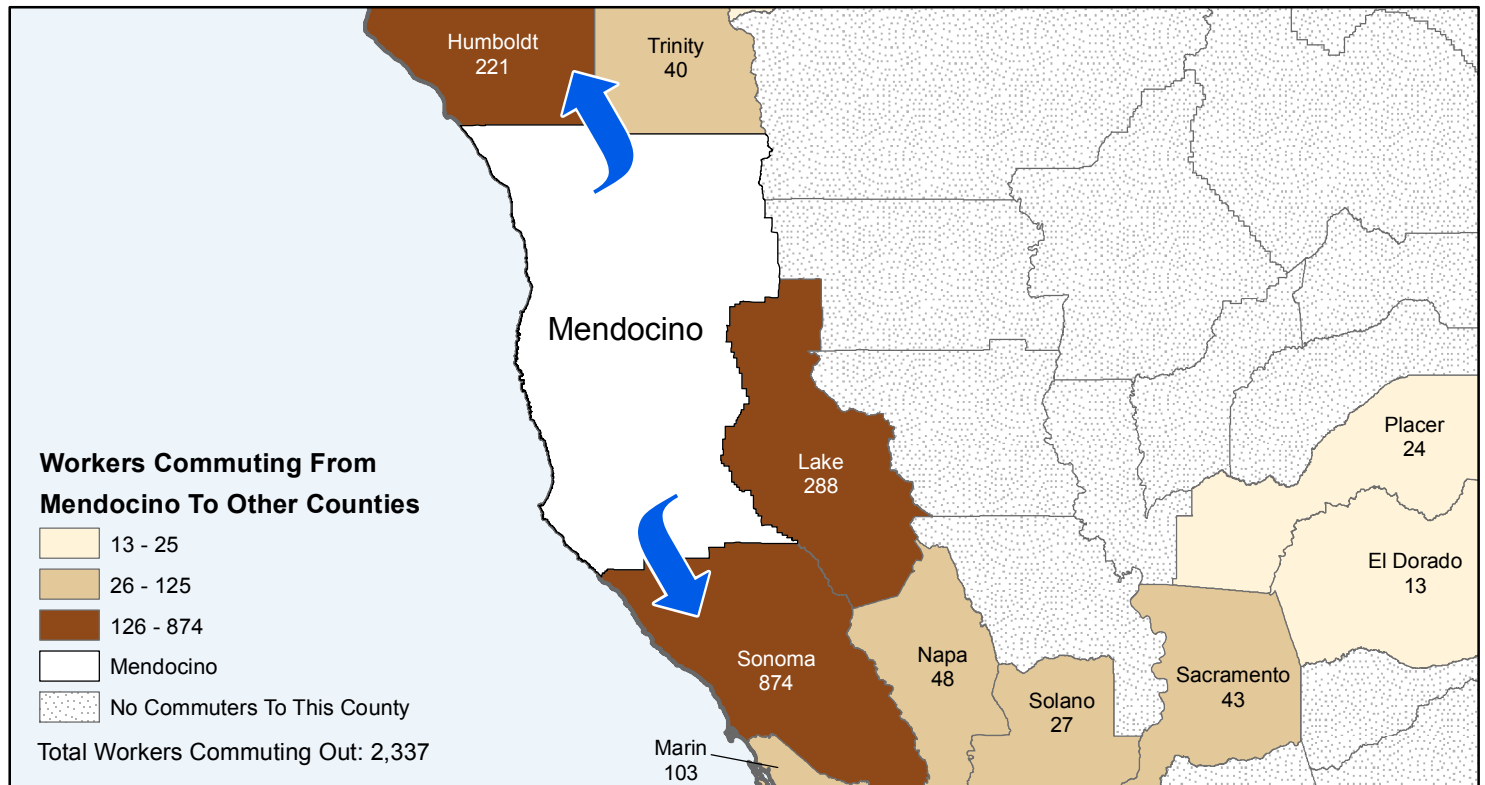 Humboldt
221
Trinity
40
Mendocino
Placer
24
Lake
288
El Dorado
13
Napa
48
Sonoma
874
Sacramento
43
Solano
27
Marin
103
Workers Commuting From
Mendocino To Other Counties
13 - 25
26 - 125
126 - 874
Mendocino
No Commuters To This County
Total Workers Commuting Out: 2,337